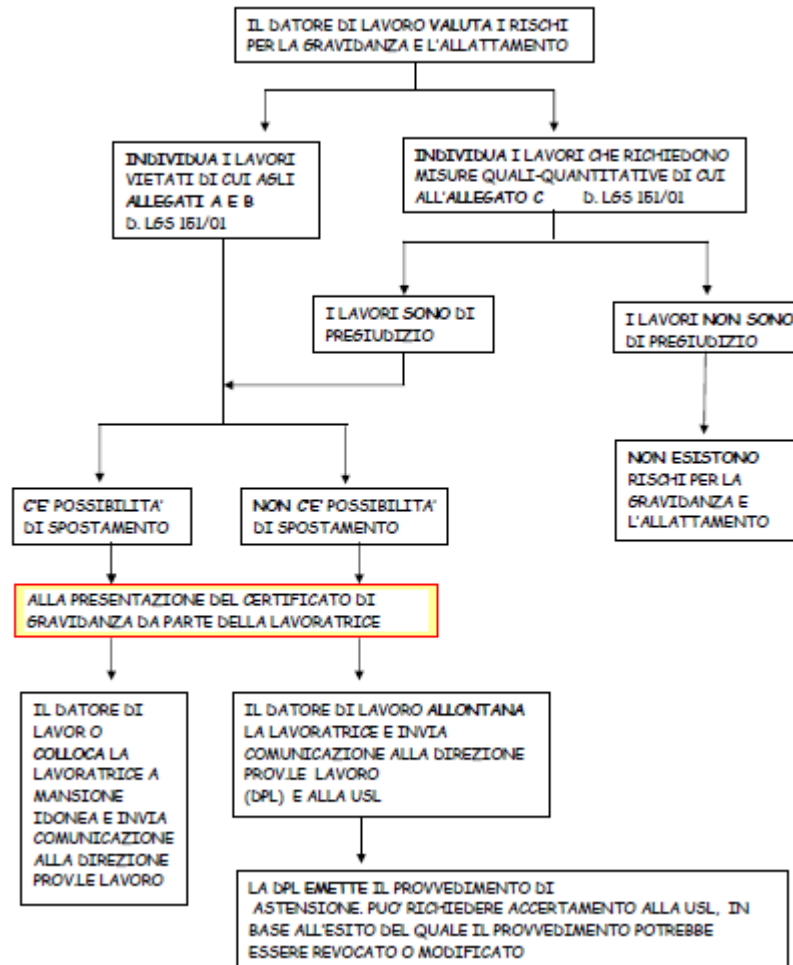 IL DATORE DI LAVORO VALUTA I RISCHI
PER LA GRAVIDANZA E L'ALLATTAMENTO
INDIVIDUA I LAVORI
VIETATI DI CUI AGLI
ALLEGATI A E B
D. LGS 151/01
INDIVIDUA I LAVORI CHE RICHIEDONO
MISURE QUALI-QUANTITATIVE DI CUI
ALL'ALLEGATO C D. LGS 151/01
I LAVORI SONO DI
PREGIUDIZIO
I LAVORI NON SONO
DI PREGIUDIZIO
NON ESISTONO
RISCHI PER LA
GRAVIDANZA E
L'ALLATTAMENTO
C'E' POSSIBILITA'
DI SPOSTAMENTO
NON C'E' POSSIBILITA'
DI SPOSTAMENTO
ALLA PRESENTAZIONE DEL CERTIFICATO DI
GRAVIDANZA DA PARTE DELLA LAVORATRICE
IL DATORE DI
LAVOR O
COLLOCA LA
LAVORATRICE A
MANSIONE
IDONEA E INVIA
COMUNICAZIONE
ALLA DIREZIONE
PROV.LE LAVORO
IL DATORE DI LAVORO ALLONTANA
LA LAVORATRICE E INVIA
COMUNICAZIONE ALLA DIREZIONE
PROV.LE LAVORO
(DPL) E ALLA USL
LA DPL EMETTE IL PROVVEDIMENTO DI
ASTENSIONE. PUO' RICHIEDERE ACCERTAMENTO ALLA USL, IN
BASE ALL'ESITO DEL QUALE IL PROVVEDIMENTO POTREBBE
ESSERE REVOCATO O MODIFICATO